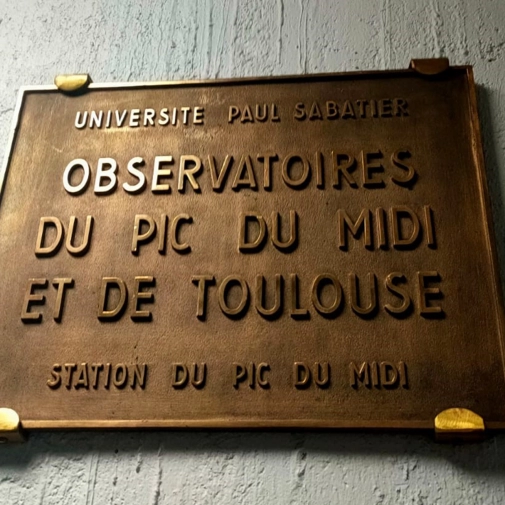 UNIVERSITE PAUL SABATIER
OBSERVATOIRES
DU PIC DU MIDI
ET DE TOULOUSE
STATION DU PIC DU MIDI